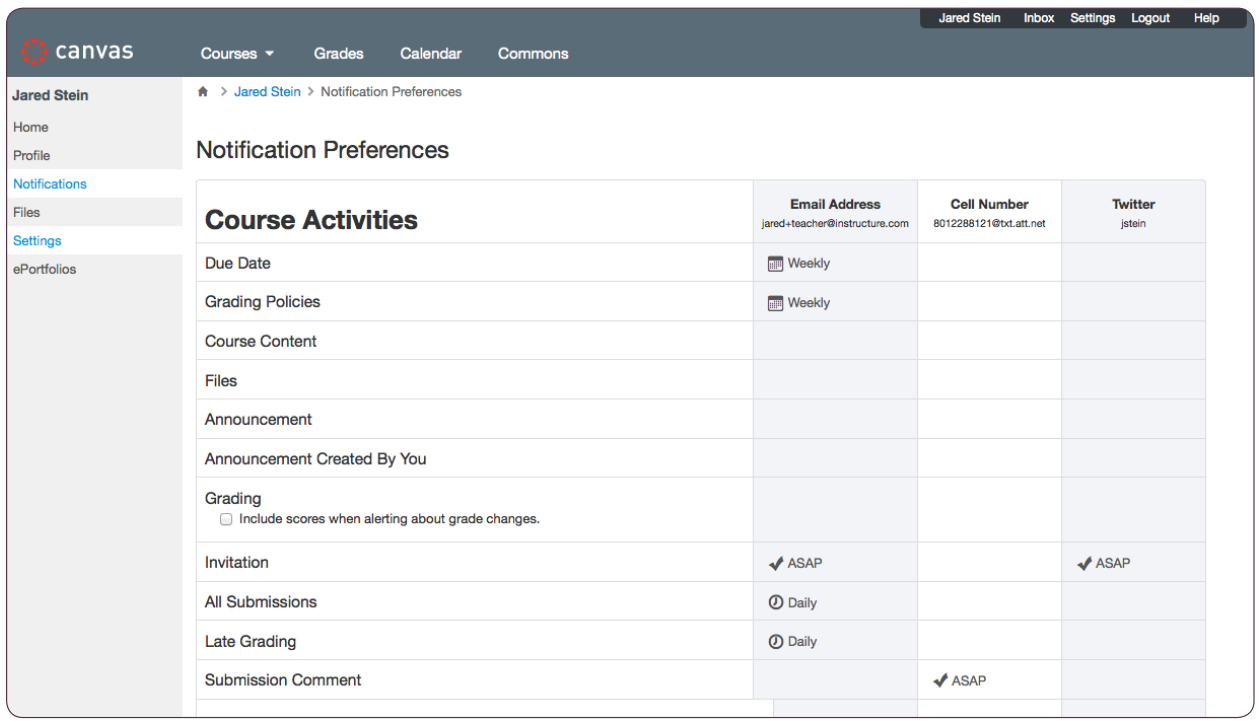 Jared Stein Inbox Settings Logout Help
canvas Courses Grades Calendar Commons
Jared Stein
Home
Profile
Notifications
Files
Settings
ePortfolios
> Jared Stein > Notification Preferences
Notification Preferences
Course Activities
Email Address
jared+teacher@instructure.com
Cell Number
8012288121@txt.att.net
Twitter
jstein
Due Date Weekly
Grading Policies Weekly
Course Content
Files
Announcement
Announcement Created By You
Grading
Include scores when alerting about grade changes.
Invitation ASAP ASAP
All Submissions Daily
Late Grading Daily
Submission Comment ASAP